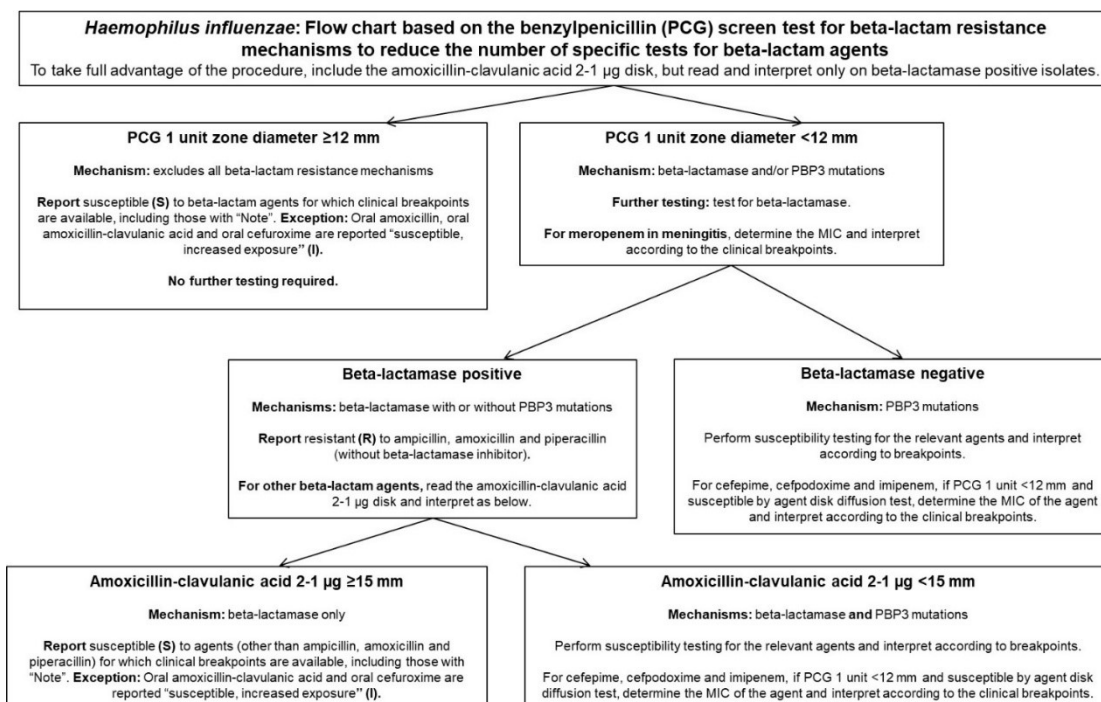 Haemophilus influenzae: Flow chart based on the benzylpenicillin (PCG) screen test for beta-lactam resistance
mechanisms to reduce the number of specific tests for beta-lactam agents
To take full advantage of the procedure, include the amoxicillin-clavulanic acid 2-1 µg disk, but read and interpret only on beta-lactamase positive isolates.
PCG 1 unit zone diameter ≥12 mm
Mechanism: excludes all beta-lactam resistance mechanisms
Report susceptible (S) to beta-lactam agents for which clinical breakpoints
are available, including those with “Note”. Exception: Oral amoxicillin, oral
amoxicillin-clavulanic acid and oral cefuroxime are reported “susceptible,
increased exposure” (I).
No further testing required.
PCG 1 unit zone diameter <12 mm
Mechanism: beta-lactamase and/or PBP3 mutations
Further testing: test for beta-lactamase.
For meropenem in meningitis, determine the MIC and interpret
according to the clinical breakpoints.
Beta-lactamase positive
Mechanisms: beta-lactamase with or without PBP3 mutations
Report resistant (R) to ampicillin, amoxicillin and piperacillin
(without beta-lactamase inhibitor).
For other beta-lactam agents, read the amoxicillin-clavulanic acid
2-1 µg disk and interpret as below.
Beta-lactamase negative
Mechanism: PBP3 mutations
Perform susceptibility testing for the relevant agents and interpret
according to breakpoints.
For cefepime, cefpodoxime and imipenem, if PCG 1 unit <12 mm and
susceptible by agent disk diffusion test, determine the MIC of the agent
and interpret according to the clinical breakpoints.
Amoxicillin-clavulanic acid 2-1 µg ≥15 mm
Mechanism: beta-lactamase only
Report susceptible (S) to agents (other than ampicillin, amoxicillin and
piperacillin) for which clinical breakpoints are available, including those with
“Note”. Exception: Oral amoxicillin-clavulanic acid and oral cefuroxime are
reported “susceptible, increased exposure” (I).
Amoxicillin-clavulanic acid 2-1 µg <15 mm
Mechanisms: beta-lactamase and PBP3 mutations
Perform susceptibility testing for the relevant agents and interpret according to breakpoints.
For cefepime, cefpodoxime and imipenem, if PCG 1 unit <12 mm and susceptible by agent disk
diffusion test, determine the MIC of the agent and interpret according to the clinical breakpoints.